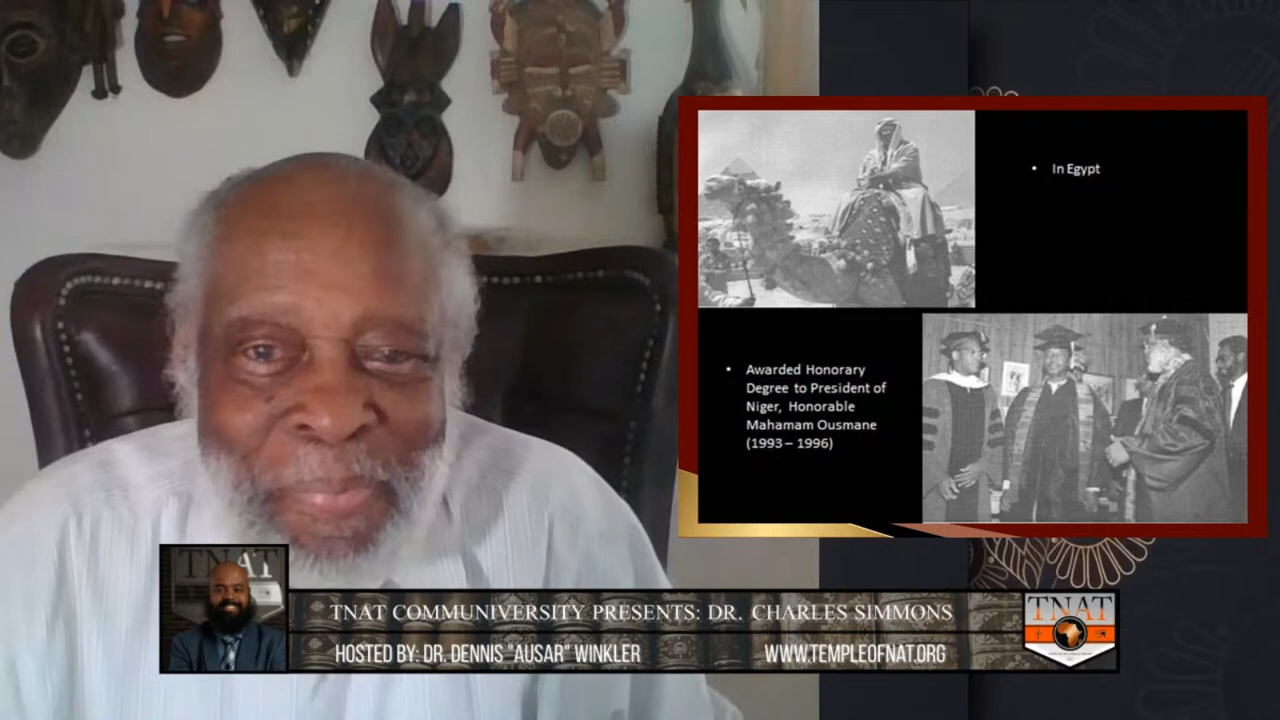 • In Egypt
• Awarded Honorary
Degree to President of
Niger, Honorable
Mahamam Ousmane
(1993 – 1996)
TNAT
TNAT COMMUNIVERSITY PRESENTS: DR. CHARLES SIMMONS
HOSTED BY: DR. DENNIS "AUSAR" WINKLER
WWW.TEMPLEOFNAT.ORG
TNAT